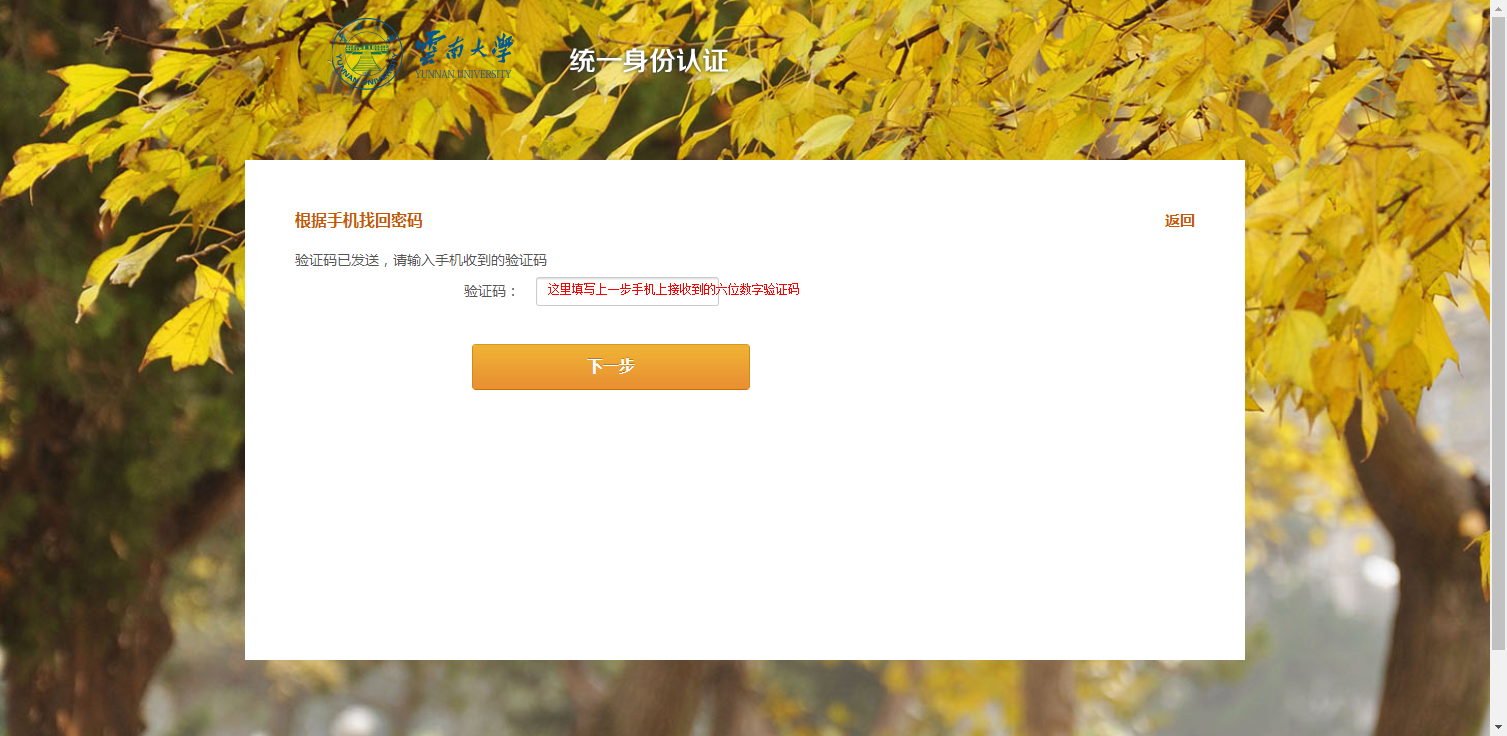 雲南大學
YUNNAN UNIVERSITY
YUNNAN UNIVERSITY
统一身份认证
根据手机找回密码
返回
验证码已发送，请输入手机收到的验证码
验证码：
这里填写上一步手机上接收到的六位数字验证码
下一步